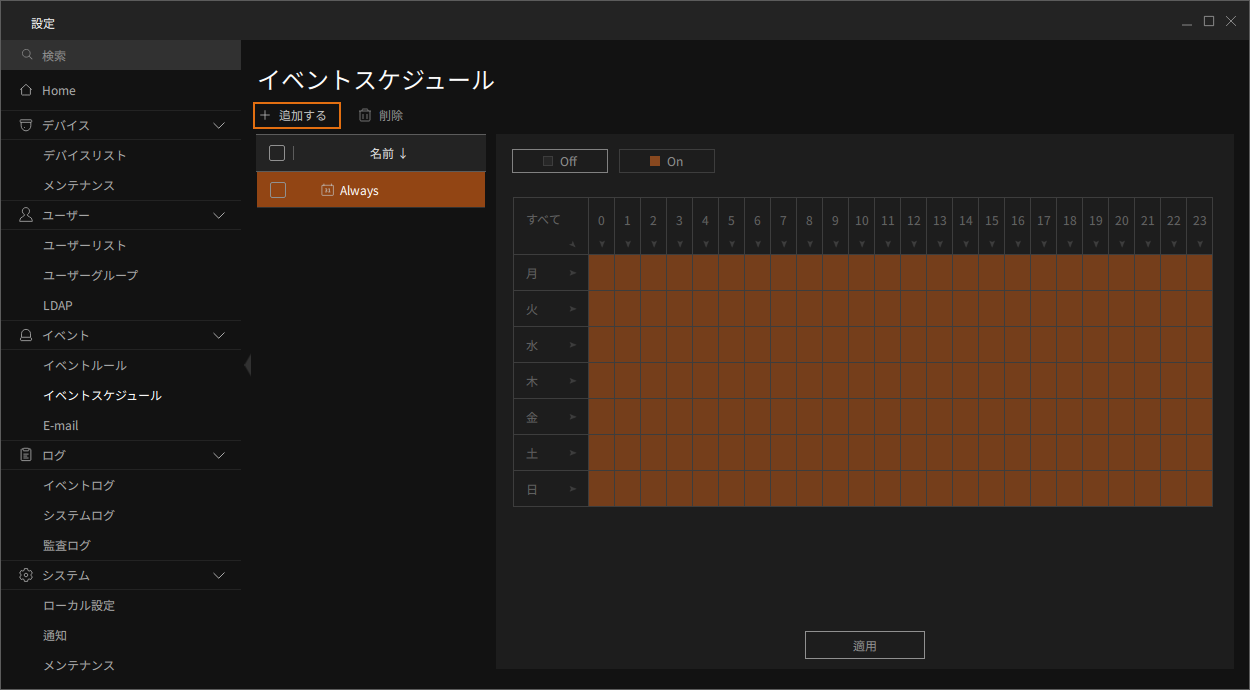 設定
検索
Home
デバイス
デバイスリスト
メンテナンス
ユーザー
ユーザーリスト
ユーザーグループ
LDAP
イベント
イベントルール
イベントスケジュール
E-mail
ログ
イベントログ
システムログ
監査ログ
システム
ローカル設定
通知
メンテナンス
イベントスケジュール
+ 追加する 削除
名前 ↓
31 Always
Off On
すべて 0 1 2 3 4 5 6 7 8 9 10 11 12 13 14 15 16 17 18 19 20 21 22 23
月
火
水
木
金
土
日
適用